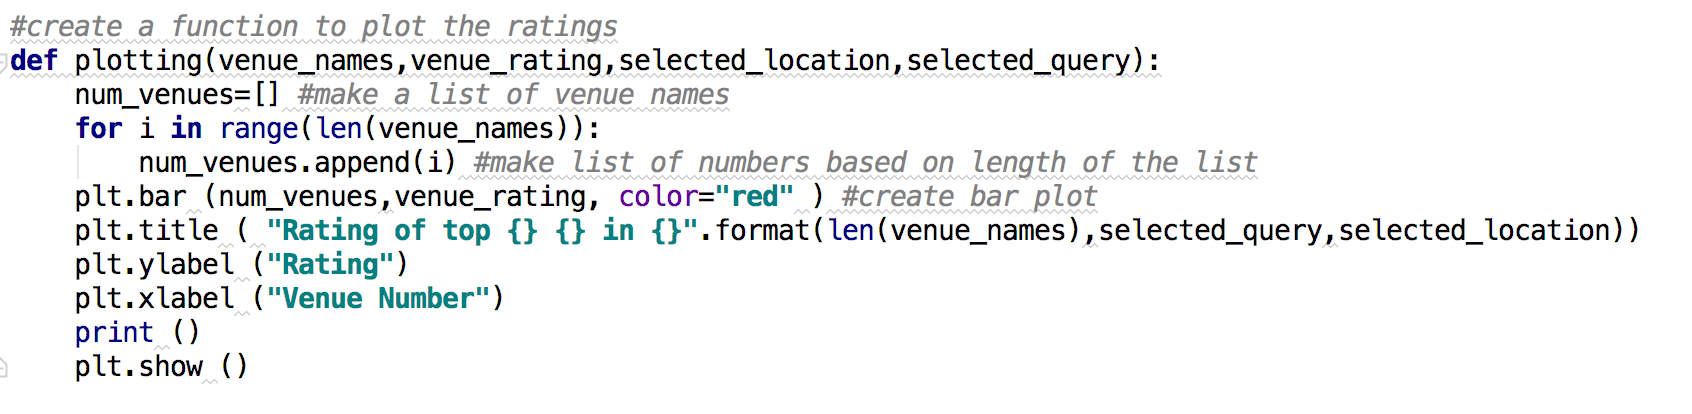 #create a function to plot the ratings
def plotting(venue_names,venue_rating,selected_location,selected_query):
    num_venues=[] #make a list of venue names
    for i in range(len(venue_names)):
        num_venues.append(i) #make list of numbers based on length of the list
    plt.bar (num_venues,venue_rating, color="red" ) #create bar plot
    plt.title ( "Rating of top {} {} in {}".format(len(venue_names),selected_query,selected_location))
    plt.ylabel ("Rating")
    plt.xlabel ("Venue Number")
    print ()
    plt.show ()